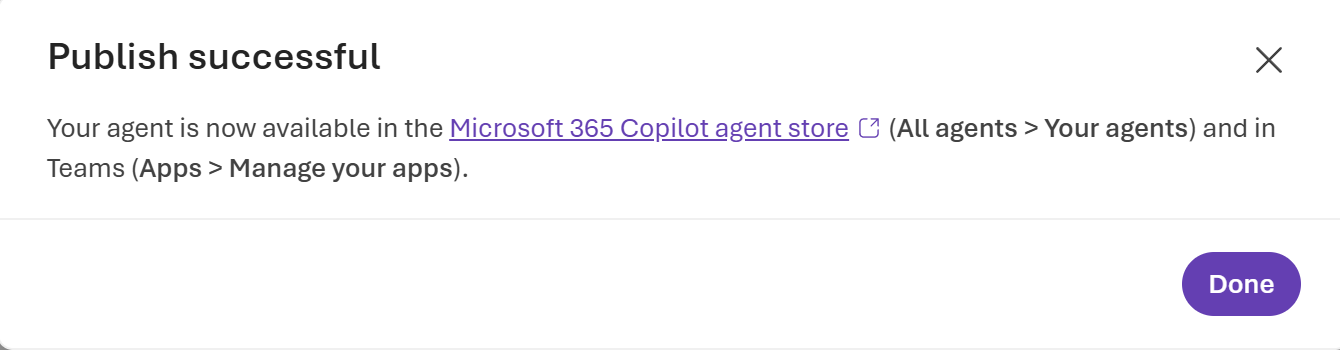 Publish successful
Your agent is now available in the Microsoft 365 Copilot agent store (All agents > Your agents) and in
Teams (Apps > Manage your apps).
Done